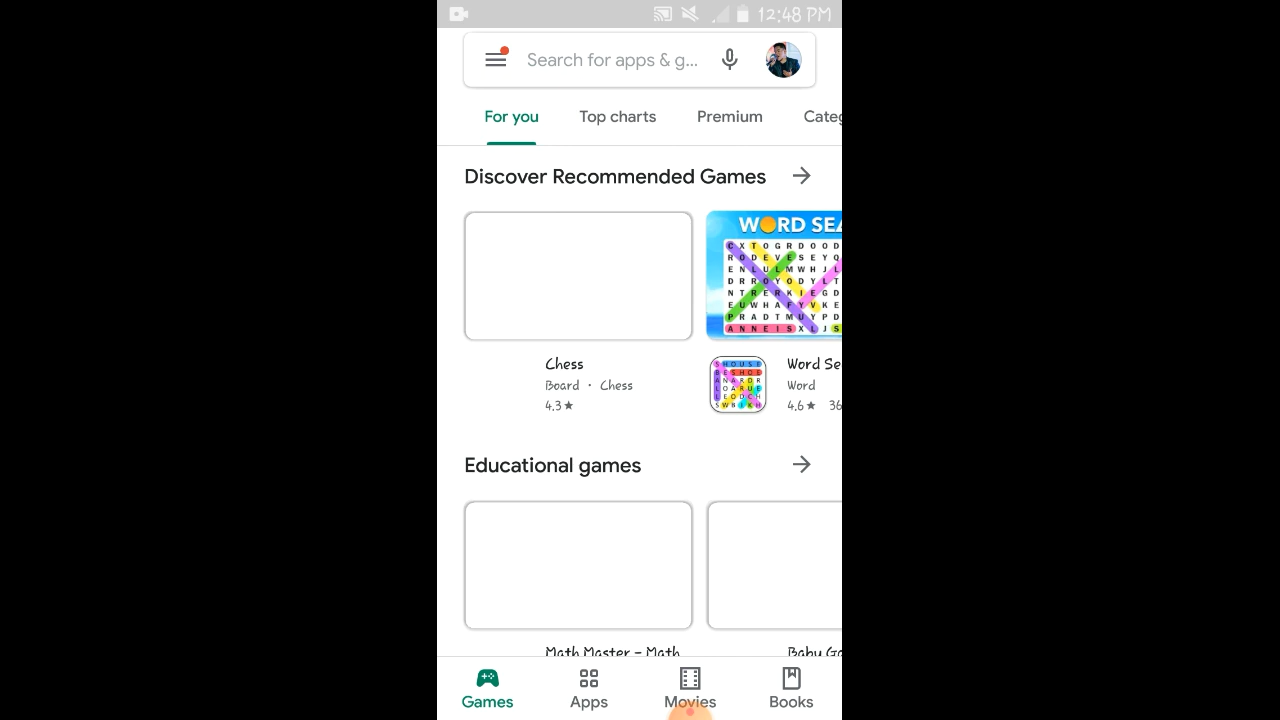 12:48 PM
Search for apps & g...
For you
Top charts
Premium
Categ
Discover Recommended Games
WORD SEA
C X T O G R D O O D
R O D E V E S E Y Q
E N L U L M W H J L
D R R O Y O D Y L T
N T R E R K I E G D
E U W H A F Y V K E
P R A D T M U Y P D
A N N E I S X L J S
Chess
Board • Chess
4.3★
Word Se
Word
4.6★ 36
Educational games
Math Master – Math
Baby Ga
Games
Apps
Movies
Books